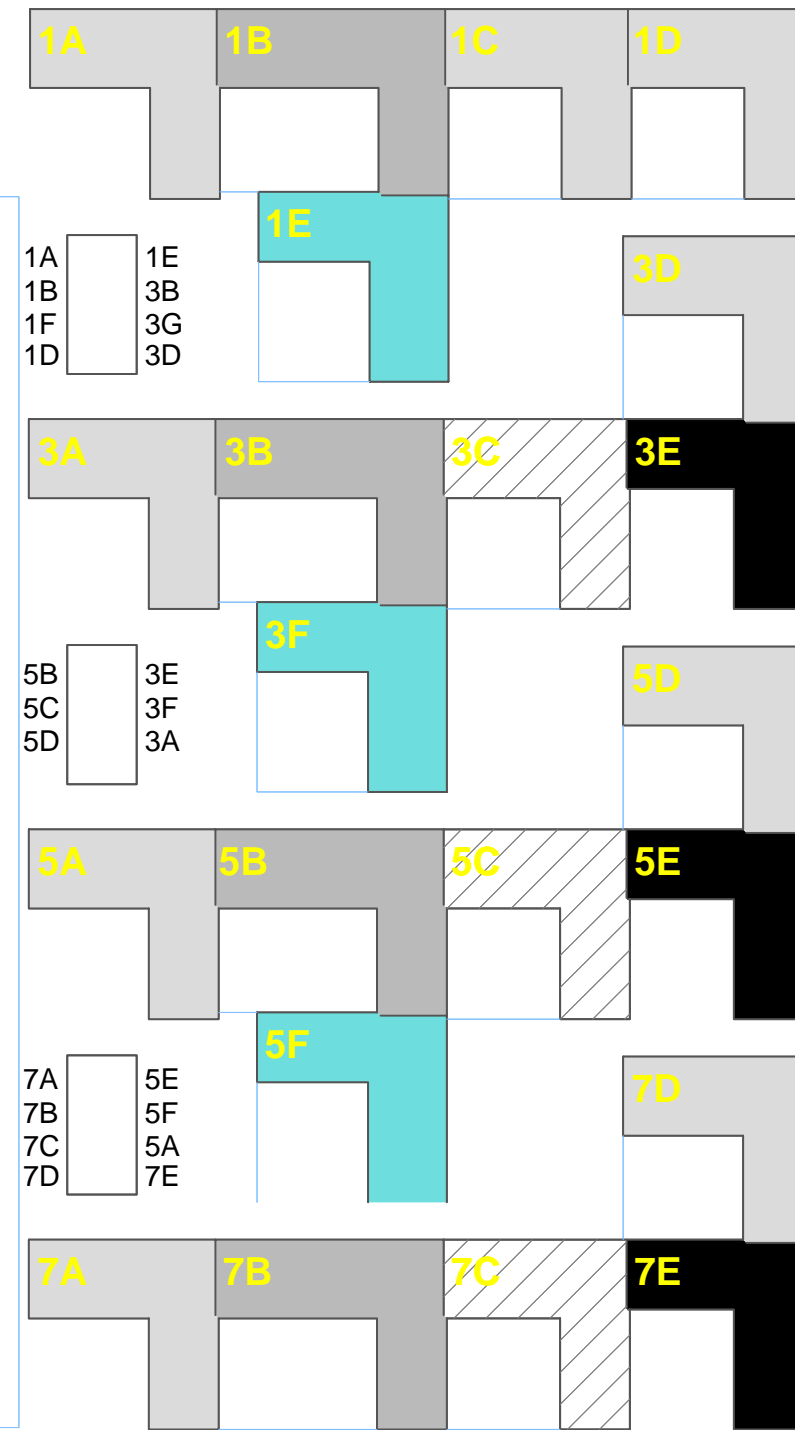 1A 1B 1C 1D
1E
1A 1E
1B 3B
1F 3G
1D 3D
3D
3A 3B 3C 3E
3F
5B 3E
5C 3F
5D 3A
5D
5A 5B 5C 5E
5F
7A 5E
7B 5F
7C 5A
7D 7E
7D
7A 7B 7C 7E